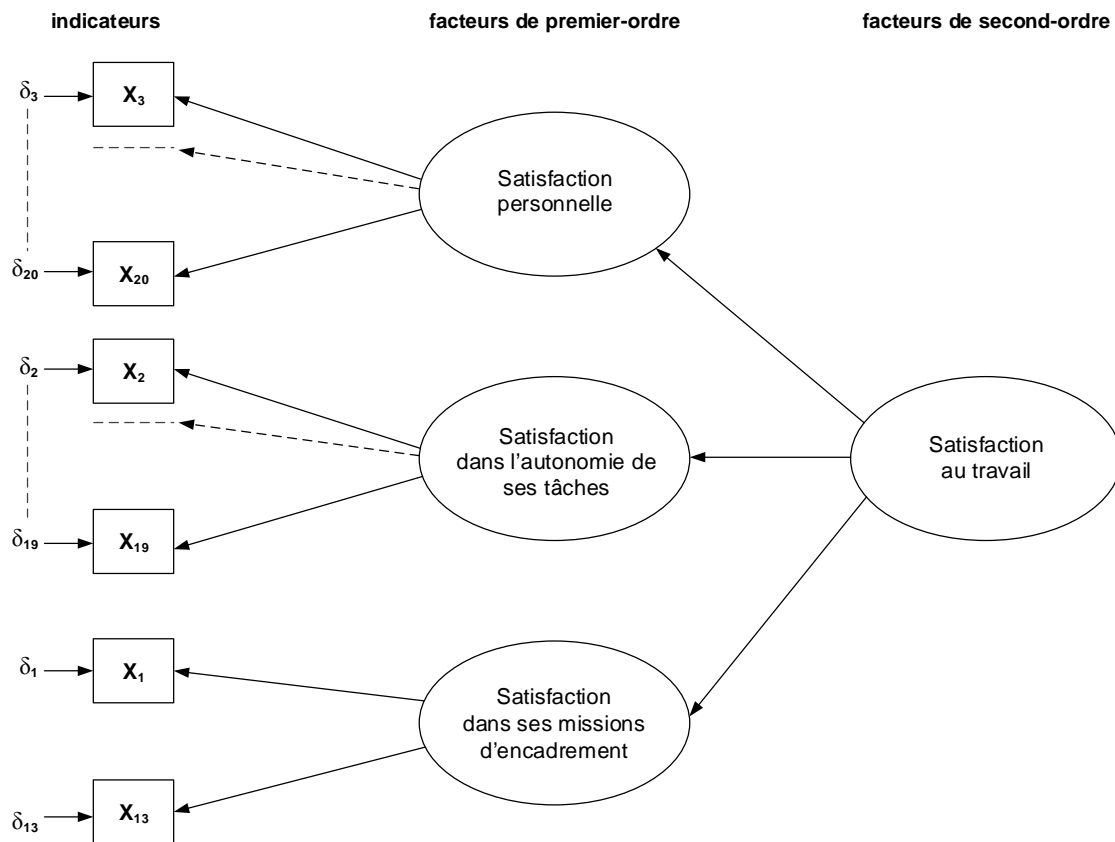 indicateurs
facteurs de premier-ordre
facteurs de second-ordre
δ₃
X₃
δ₂₀
X₂₀
Satisfaction
personnelle
δ₂
X₂
δ₁₉
X₁₉
Satisfaction
dans l’autonomie de
ses tâches
Satisfaction
au travail
δ₁
X₁
δ₁₃
X₁₃
Satisfaction
dans ses missions
d’encadrement